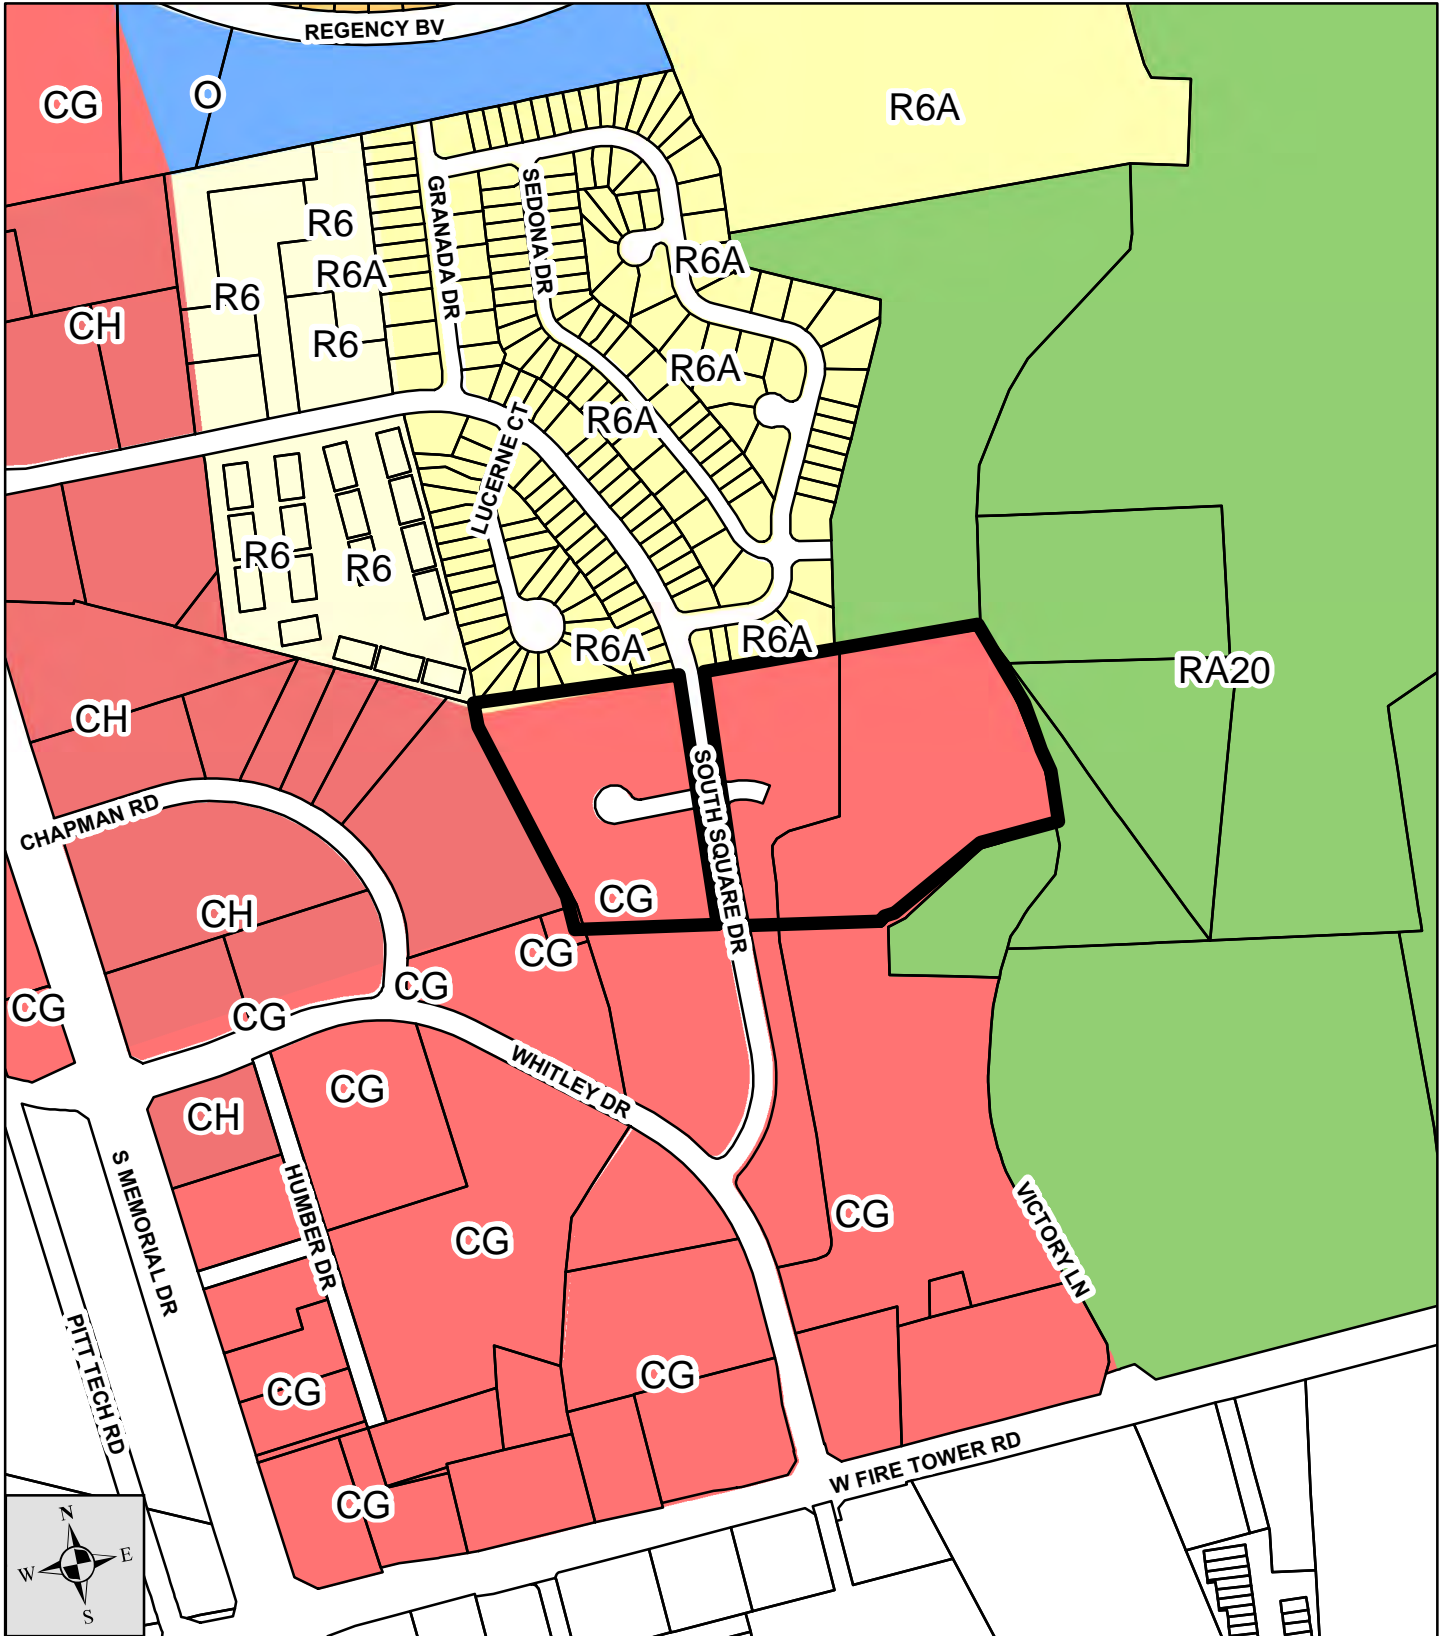 REGENCY BV
CG
O
R6A
R6
GRANADA DR
SEDONA DR
R6A
R6A
R6
CH
R6
R6A
R6A
LUCERNE CT
R6
R6
R6A
R6A
RA20
CH
SOUTH SQUARE DR
CHAPMAN RD
CG
CH
CG
CG
CG
CG
WHITLEY DR
CG
CH
S MEMORIAL DR
HUMBER DR
CG
CG
VICTORY LN
PITT TECH RD
CG
CG
W FIRE TOWER RD
CG
N
W
E
S